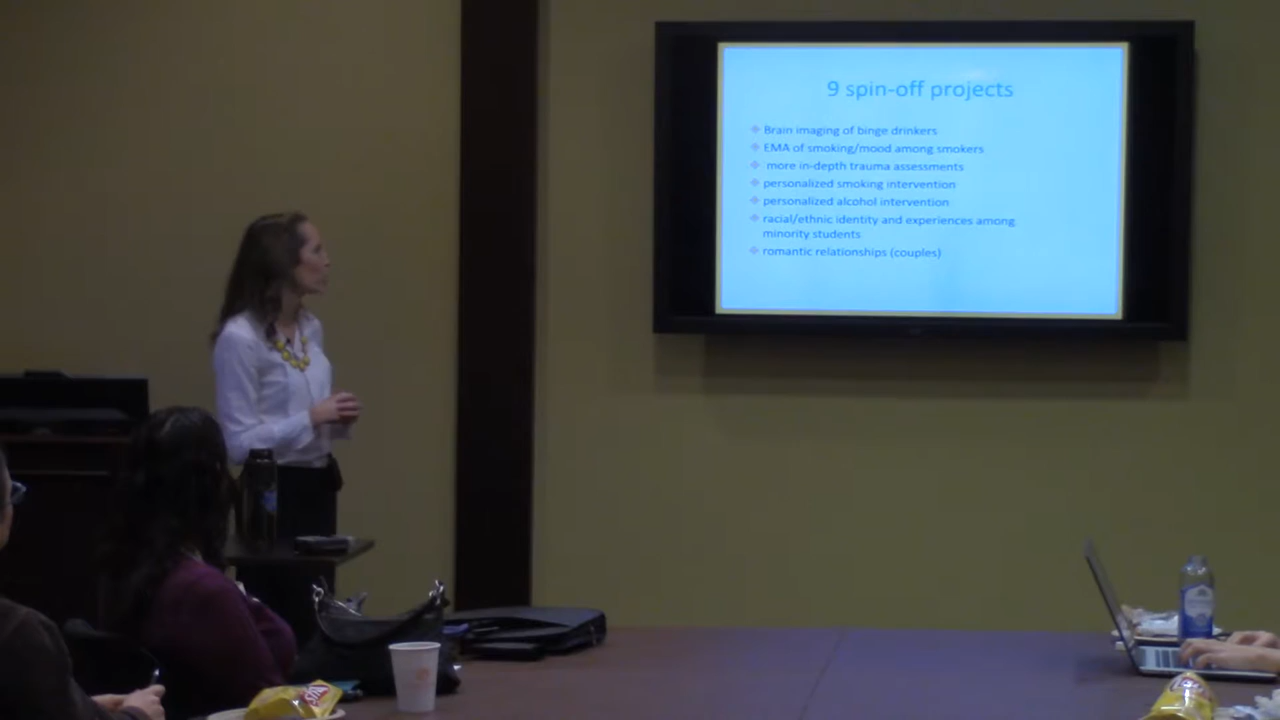 9 spin-off projects
❖ Brain imaging of binge drinkers
❖ EMA of smoking/mood among smokers
❖ more in-depth trauma assessments
❖ personalized smoking intervention
❖ personalized alcohol intervention
❖ racial/ethnic identity and experiences among
minority students
❖ romantic relationships (couples)